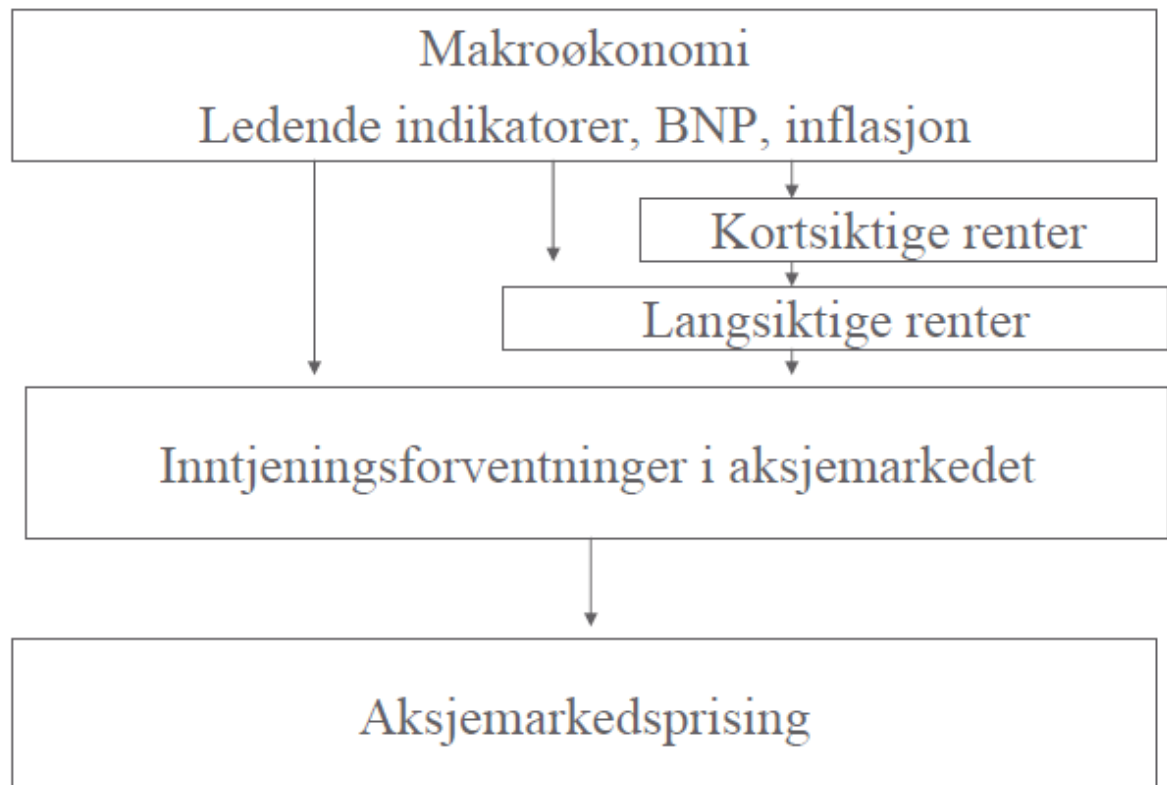 Makroøkonomi
Ledende indikatorer, BNP, inflasjon
Kortsiktige renter
Langsiktige renter
Inntjeningsforventninger i aksjemarkedet
Aksjemarkedsprising